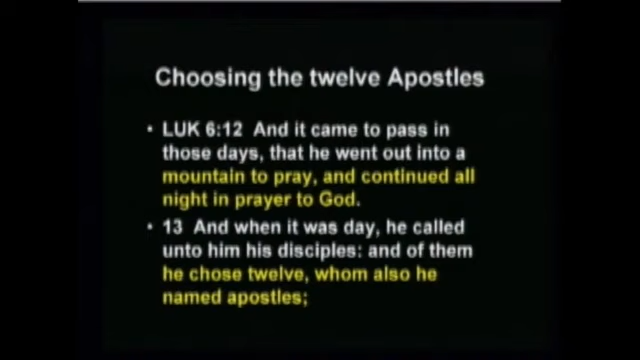 Choosing the twelve Apostles
• LUK 6:12 And it came to pass in
those days, that he went out into a
mountain to pray, and continued all
night in prayer to God.
• 13 And when it was day, he called
unto him his disciples: and of them
he chose twelve, whom also he
named apostles;